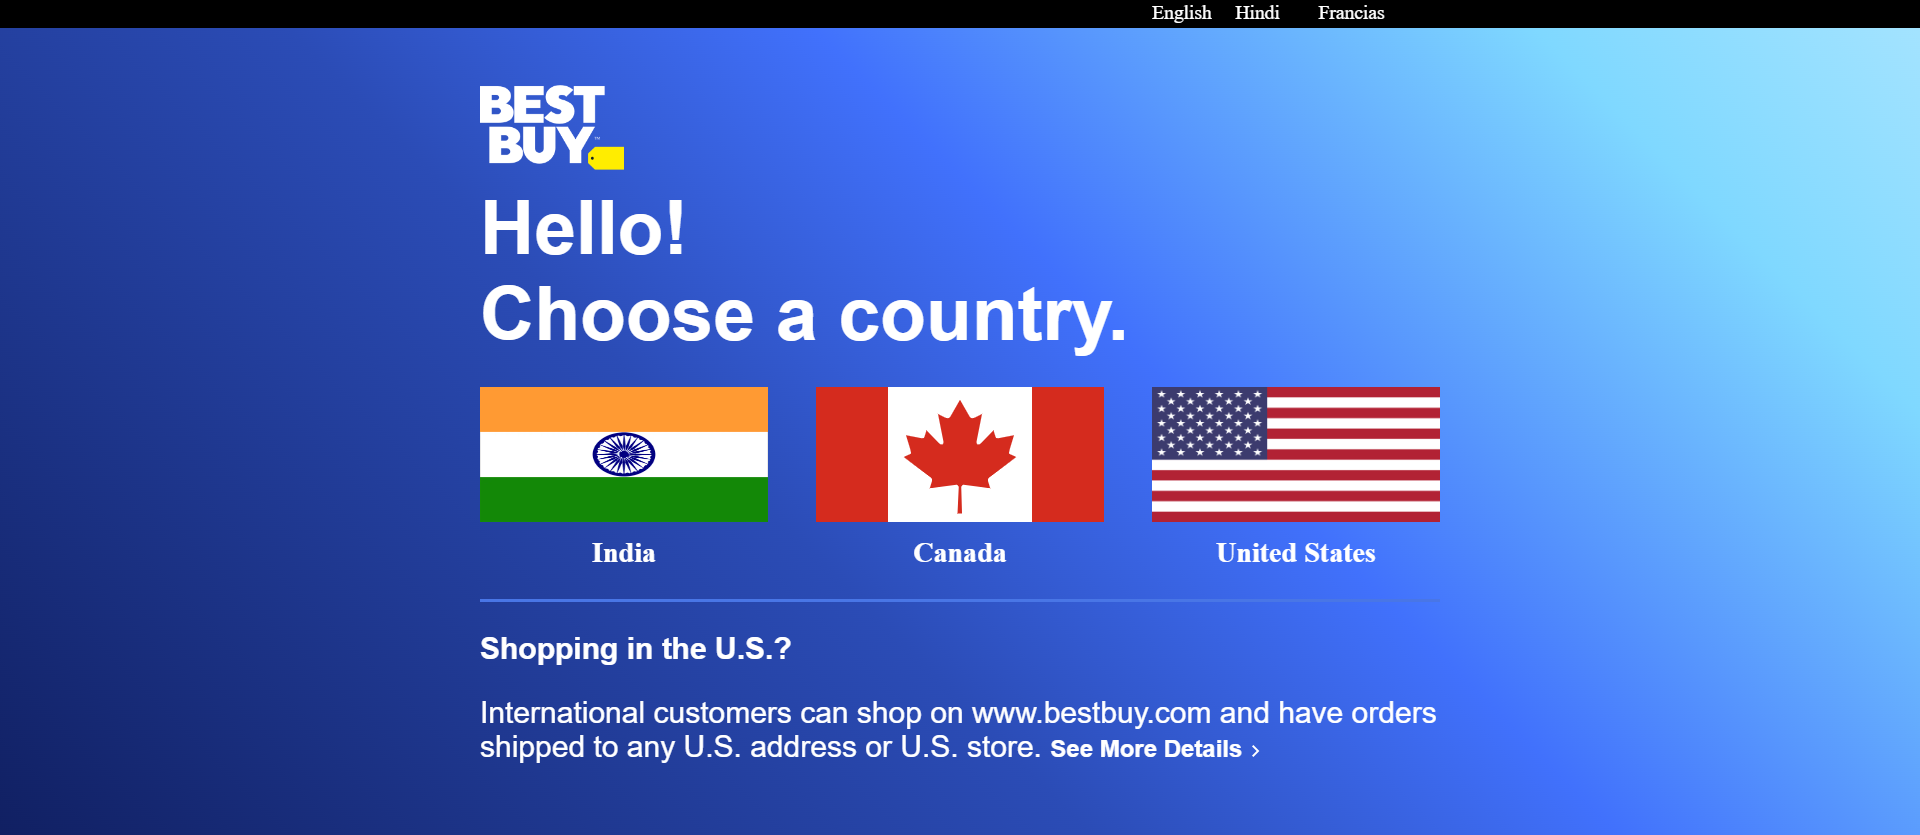 English Hindi Francias
BEST
BUY™
Hello!
Choose a country.
India Canada United States
Shopping in the U.S.?
International customers can shop on www.bestbuy.com and have orders
shipped to any U.S. address or U.S. store. See More Details ›